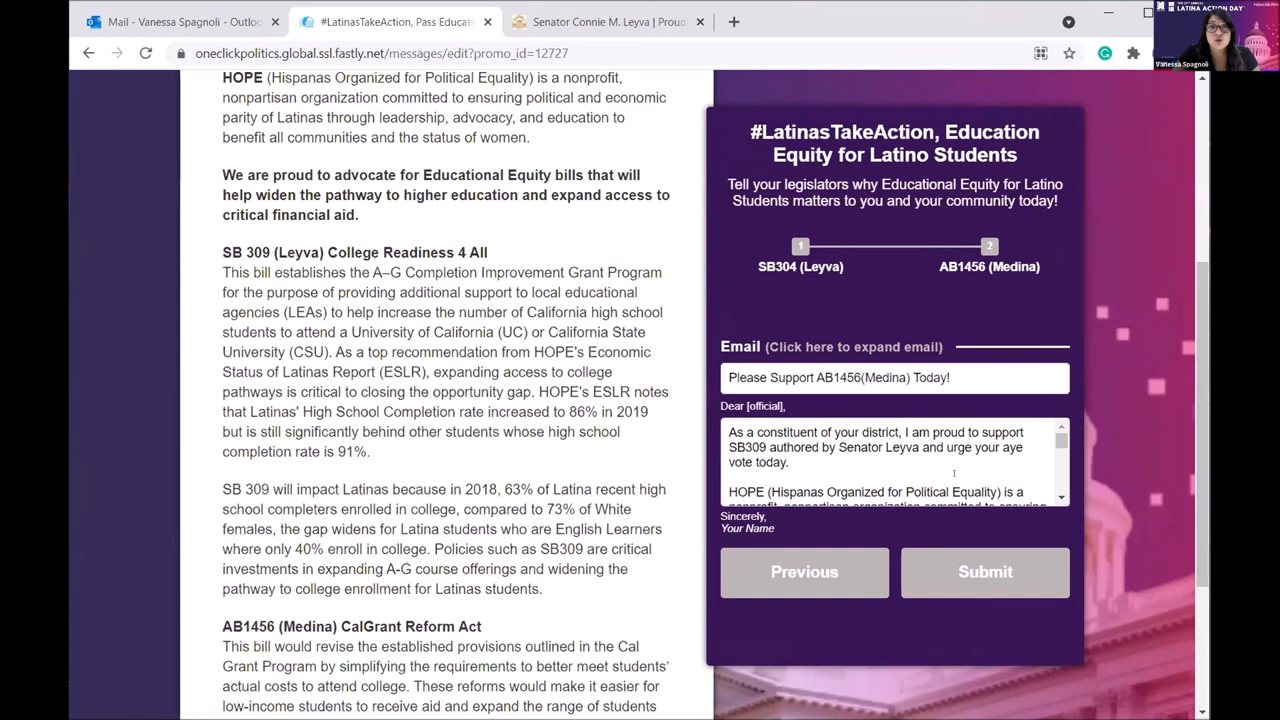 Mail - Vanessa Spagnoli - Outlo
#LatinasTakeAction, Pass Educati
Senator Connie M. Leyva | Proud
oneclickpolitics.global.ssl.fastly.net/messages/edit?promo_id=12727
LATINA ACTION DAY
Vanessa Spagnoli
HOPE (Hispanas Organized for Political Equality) is a nonprofit,
nonpartisan organization committed to ensuring political and economic
parity of Latinas through leadership, advocacy, and education to
benefit all communities and the status of women.
We are proud to advocate for Educational Equity bills that will
help widen the pathway to higher education and expand access to
critical financial aid.
SB 309 (Leyva) College Readiness 4 All
This bill establishes the A–G Completion Improvement Grant Program
for the purpose of providing additional support to local educational
agencies (LEAs) to help increase the number of California high school
students to attend a University of California (UC) or California State
University (CSU). As a top recommendation from HOPE's Economic
Status of Latinas Report (ESLR), expanding access to college
pathways is critical to closing the opportunity gap. HOPE's ESLR notes
that Latinas' High School Completion rate increased to 86% in 2019
but is still significantly behind other students whose high school
completion rate is 91%.
SB 309 will impact Latinas because in 2018, 63% of Latina recent high
school completers enrolled in college, compared to 73% of White
females, the gap widens for Latina students who are English Learners
where only 40% enroll in college. Policies such as SB309 are critical
investments in expanding A-G course offerings and widening the
pathway to college enrollment for Latinas students.
AB1456 (Medina) CalGrant Reform Act
This bill would revise the established provisions outlined in the Cal
Grant Program by simplifying the requirements to better meet students'
actual costs to attend college. These reforms would make it easier for
low-income students to receive aid and expand the range of students
#LatinasTakeAction, Education
Equity for Latino Students
Tell your legislators why Educational Equity for Latino
Students matters to you and your community today!
1
2
SB304 (Leyva)
AB1456 (Medina)
Email (Click here to expand email)
Please Support AB1456(Medina) Today!
Dear [official],
As a constituent of your district, I am proud to support
SB309 authored by Senator Leyva and urge your aye
vote today.
HOPE (Hispanas Organized for Political Equality) is a
nonprofit, nonpartisan organization committed to ensuring
Sincerely,
Your Name
Previous
Submit